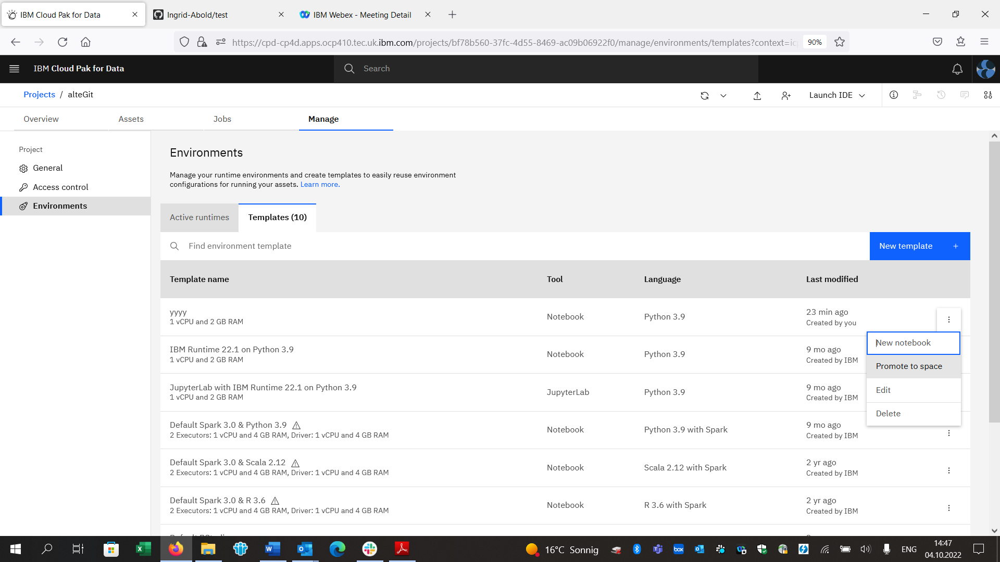 IBM Cloud Pak for Data
Ingrid-Abold/test
IBM Webex - Meeting Detail
https://cpd-cp4d.apps.ocp410.tec.uk.ibm.com/projects/bf78b560-37fc-4d55-8469-ac09b06922f0/manage/environments/templates?context=ic
90%
IBM Cloud Pak for Data
Search
Projects / alteGit
Launch IDE
Overview
Assets
Jobs
Manage
Project
General
Access control
Environments
Environments
Manage your runtime environments and create templates to easily reuse environment
configurations for running your assets. Learn more.
Active runtimes
Templates (10)
Find environment template
New template +
Template name Tool Language Last modified
yyyy
1 vCPU and 2 GB RAM
Notebook
Python 3.9
23 min ago
Created by you
New notebook
Promote to space
Edit
Delete
IBM Runtime 22.1 on Python 3.9
1 vCPU and 2 GB RAM
Notebook
Python 3.9
9 mo ago
Created by IBM
JupyterLab with IBM Runtime 22.1 on Python 3.9
1 vCPU and 2 GB RAM
JupyterLab
Python 3.9
9 mo ago
Created by IBM
Default Spark 3.0 & Python 3.9
2 Executors: 1 vCPU and 4 GB RAM, Driver: 1 vCPU and 4 GB RAM
Notebook
Python 3.9 with Spark
9 mo ago
Created by IBM
Default Spark 3.0 & Scala 2.12
2 Executors: 1 vCPU and 4 GB RAM, Driver: 1 vCPU and 4 GB RAM
Notebook
Scala 2.12 with Spark
2 yr ago
Created by IBM
Default Spark 3.0 & R 3.6
2 Executors: 1 vCPU and 4 GB RAM, Driver: 1 vCPU and 4 GB RAM
Notebook
R 3.6 with Spark
2 yr ago
Created by IBM
16°C Sonnig
box
ENG
14:47
04.10.2022